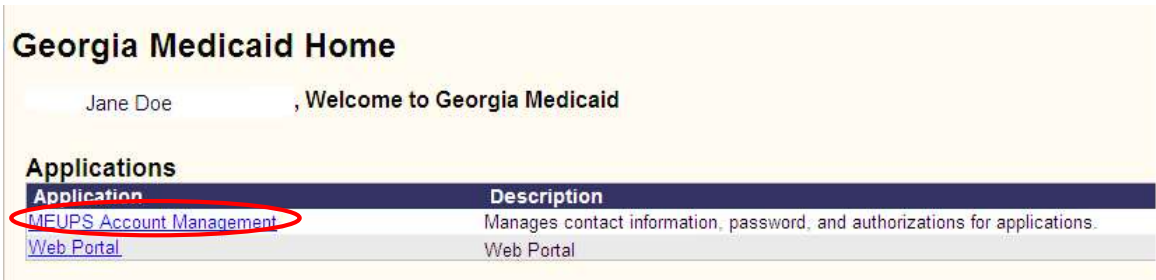 Georgia Medicaid Home
Jane Doe , Welcome to Georgia Medicaid
Applications
Application Description
MEUPS Account Management Manages contact information, password, and authorizations for applications.
Web Portal Web Portal